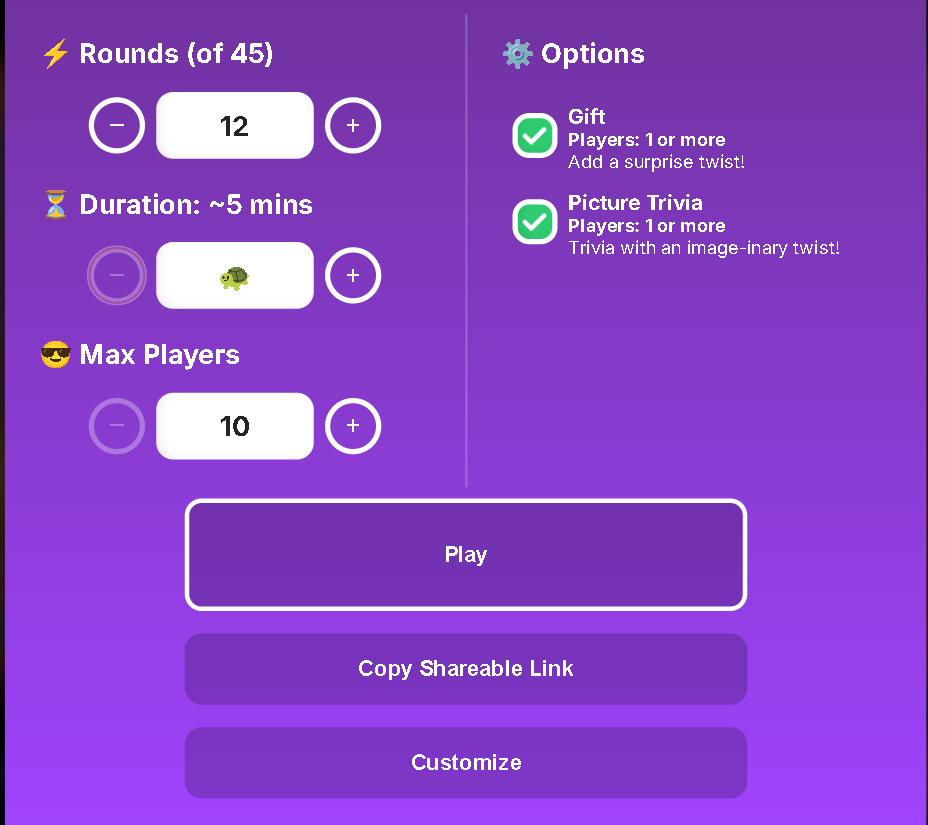 ⚡ Rounds (of 45)
− 12 +
⏳ Duration: ~5 mins
− 🐢 +
😎 Max Players
− 10 +
⚙️ Options
Gift
Players: 1 or more
Add a surprise twist!
Picture Trivia
Players: 1 or more
Trivia with an image-inary twist!
Play
Copy Shareable Link
Customize